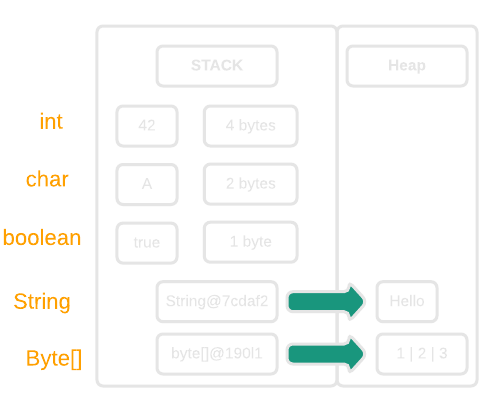 STACK Heap
int 42 4 bytes
char A 2 bytes
boolean true 1 byte
String String@7cdaf2 Hello
Byte[] byte[]@190l1 1 | 2 | 3